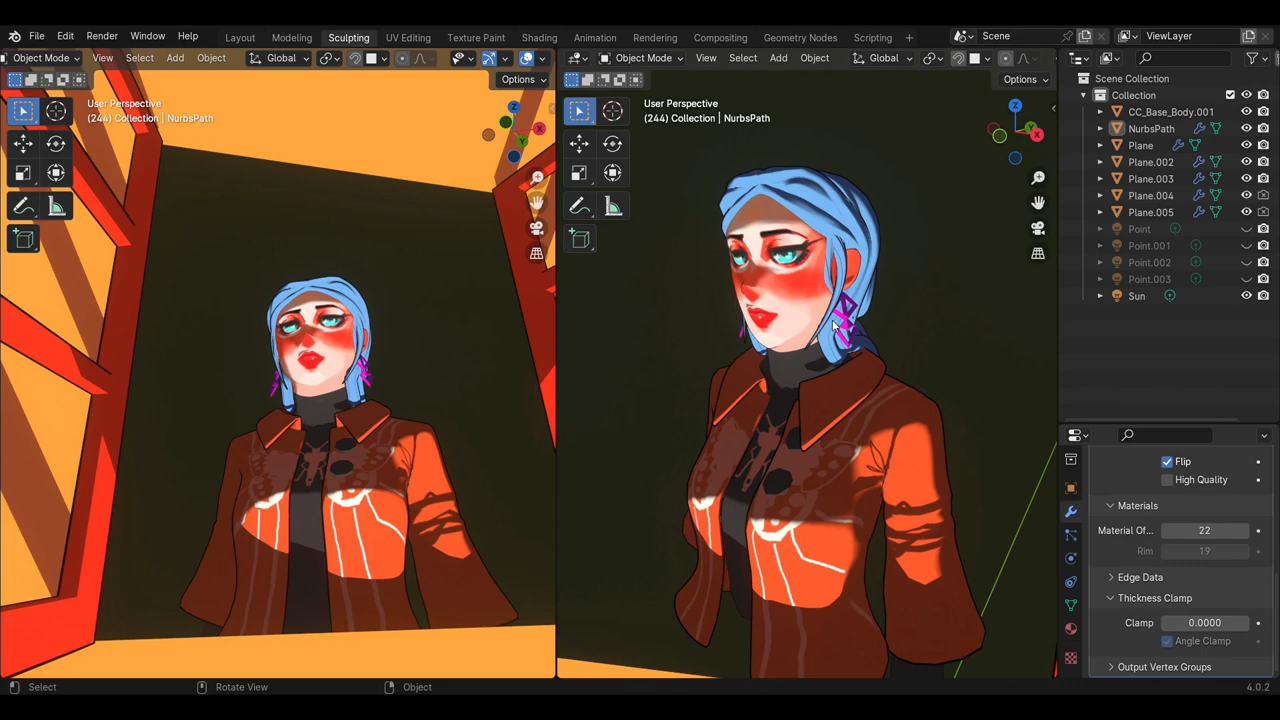 File Edit Render Window Help
Layout Modeling Sculpting UV Editing Texture Paint Shading Animation Rendering Compositing Geometry Nodes Scripting +
Scene
ViewLayer
Object Mode View Select Add Object Global
Options
User Perspective
(244) Collection | NurbsPath
Z
X
Y
Object Mode View Select Add Object Global
Options
User Perspective
(244) Collection | NurbsPath
Z
Y
X
Scene Collection
Collection
CC_Base_Body.001
NurbsPath
Plane
Plane.002
Plane.003
Plane.004
Plane.005
Point
Point.001
Point.002
Point.003
Sun
Flip
High Quality
Materials
Material Of... 22
Rim 19
Edge Data
Thickness Clamp
Clamp 0.0000
Angle Clamp
Output Vertex Groups
Select Rotate View Object 4.0.2